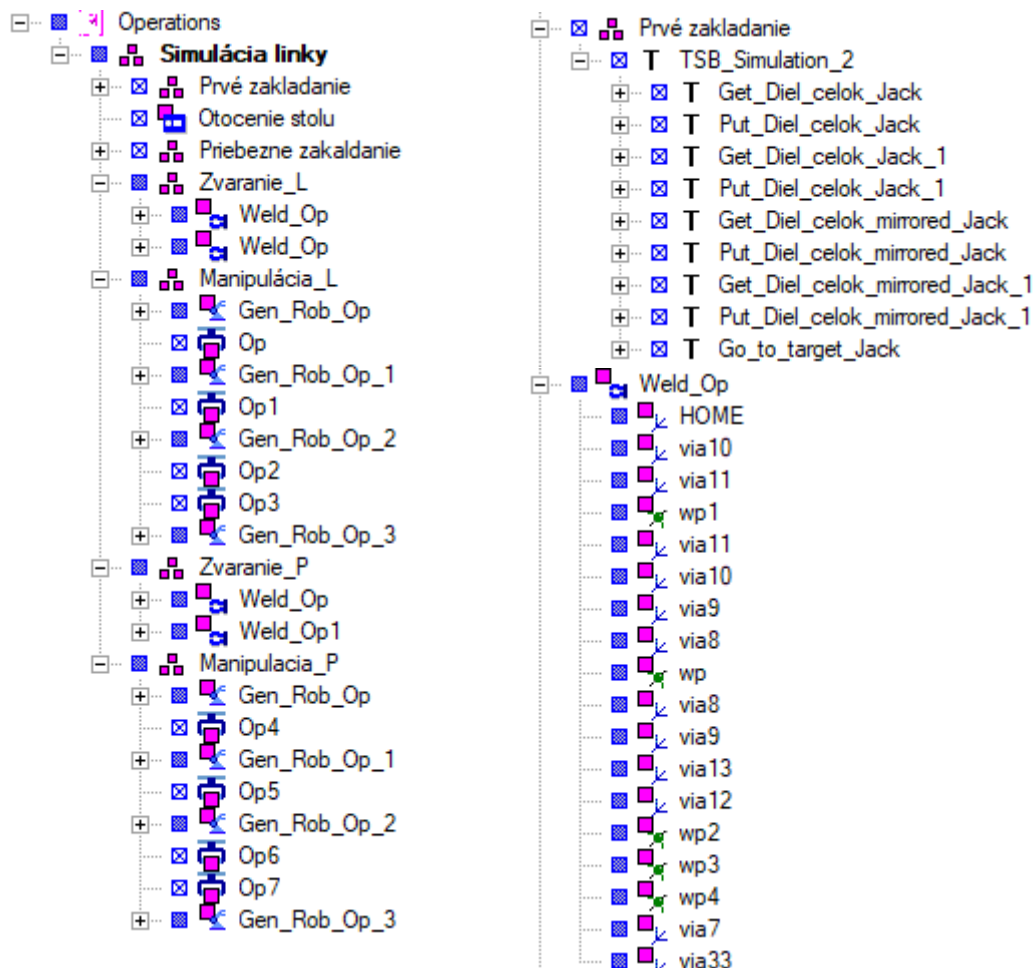 Operations
Simulácia linky
Prvé zakladanie
Otocenie stolu
Priebezne zakaldanie
Zvaranie_L
Weld_Op
Weld_Op
Manipulácia_L
Gen_Rob_Op
Op
Gen_Rob_Op_1
Op1
Gen_Rob_Op_2
Op2
Op3
Gen_Rob_Op_3
Zvaranie_P
Weld_Op
Weld_Op1
Manipulacia_P
Gen_Rob_Op
Op4
Gen_Rob_Op_1
Op5
Gen_Rob_Op_2
Op6
Op7
Gen_Rob_Op_3
Prvé zakladanie
T TSB_Simulation_2
T Get_Diel_celok_Jack
T Put_Diel_celok_Jack
T Get_Diel_celok_Jack_1
T Put_Diel_celok_Jack_1
T Get_Diel_celok_mirrored_Jack
T Put_Diel_celok_mirrored_Jack
T Get_Diel_celok_mirrored_Jack_1
T Put_Diel_celok_mirrored_Jack_1
T Go_to_target_Jack
Weld_Op
HOME
via10
via11
wp1
via11
via10
via9
via8
wp
via8
via9
via13
via12
wp2
wp3
wp4
via7
via33